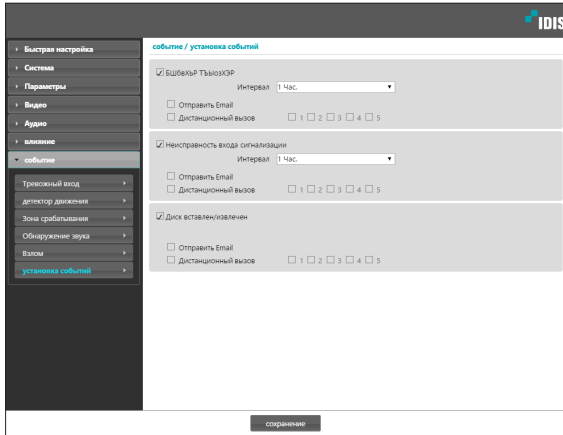 IDIS
Быстрая настройка
Система
Параметры
Видео
Аудио
влияние
событие
Тревожный вход
детектор движения
Зона срабатывания
Обнаружение звука
Взлом
установка событий
событие / установка событий
БШбвХЬР ТЪЫозХЭР
Интервал 1 Час.
Отправить Email
Дистанционный вызов 1 2 3 4 5
Неисправность входа сигнализации
Интервал 1 Час.
Отправить Email
Дистанционный вызов 1 2 3 4 5
Диск вставлен/извлечен
Отправить Email
Дистанционный вызов 1 2 3 4 5
сохранение